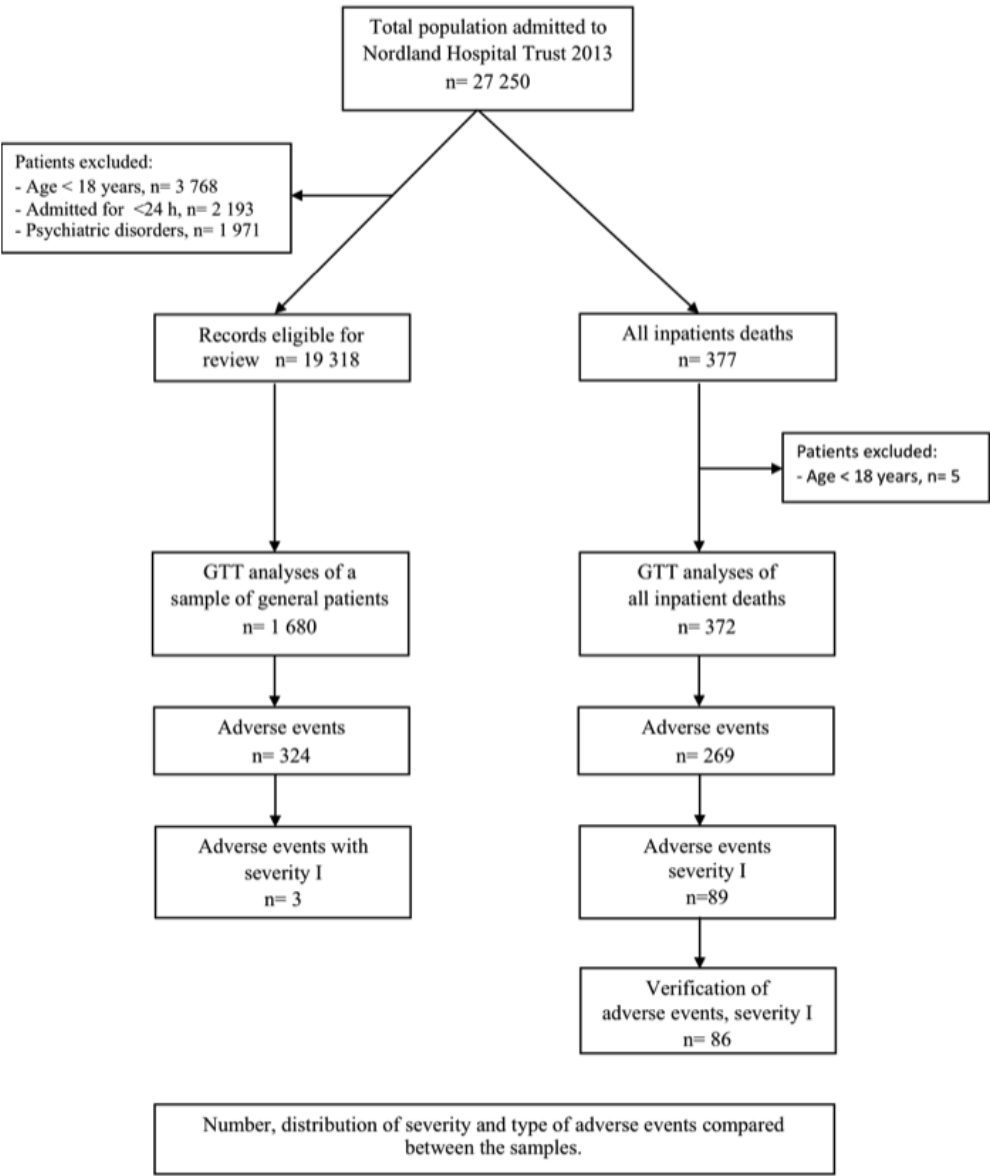 Total population admitted to
Nordland Hospital Trust 2013
n= 27 250
Patients excluded:
- Age < 18 years, n= 3 768
- Admitted for <24 h, n= 2 193
- Psychiatric disorders, n= 1 971
Records eligible for
review n= 19 318
All inpatients deaths
n= 377
Patients excluded:
- Age < 18 years, n= 5
GTT analyses of a
sample of general patients
n= 1 680
GTT analyses of
all inpatient deaths
n= 372
Adverse events
n= 324
Adverse events
n= 269
Adverse events with
severity I
n= 3
Adverse events
severity I
n=89
Verification of
adverse events, severity I
n= 86
Number, distribution of severity and type of adverse events compared
between the samples.